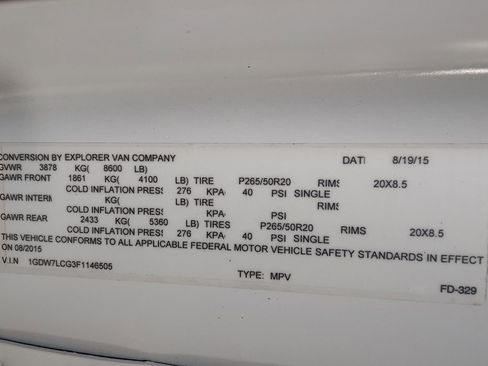 CONVERSION BY EXPLORER VAN COMPANY DATE 8/19/15
GVWR 3878 KG( 8600 LB)
GAWR FRONT 1861 KG( 4100 LB) TIRE P265/50R20 RIMS 20X8.5
COLD INFLATION PRESS 276 KPA 40 PSI SINGLE
GAWR INTERM KG( LB) TIRE RIMS
COLD INFLATION PRESS KPA PSI
GAWR REAR 2433 KG( 5360 LB) TIRES P265/50R20 RIMS 20X8.5
COLD INFLATION PRESS 276 KPA 40 PSI SINGLE
THIS VEHICLE CONFORMS TO ALL APPLICABLE FEDERAL MOTOR VEHICLE SAFETY STANDARDS IN EFFECT
ON 08/2015
V.I.N 1GDW7LCG3F1146505 TYPE: MPV
FD-329